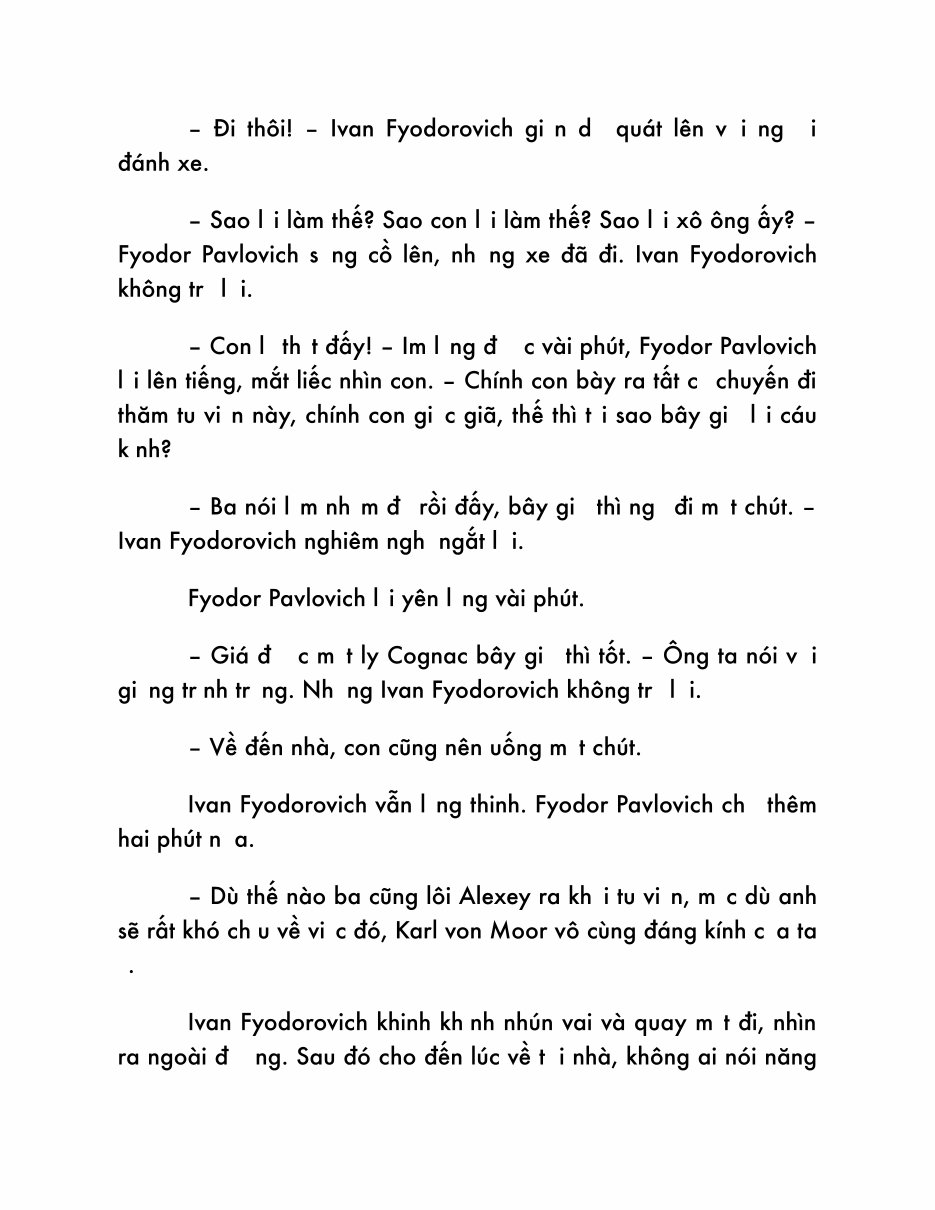 – Đi thôi! – Ivan Fyodorovich gi n d  quát lên v i ng  i
đánh xe.
– Sao l i làm thế? Sao con l i làm thế? Sao l i xô ông ấy? –
Fyodor Pavlovich s ng cồ lên, nh ng xe đã đi. Ivan Fyodorovich
không tr  l i.
– Con l  th t đấy! – Im l ng đ  c vài phút, Fyodor Pavlovich
l i lên tiếng, mắt liếc nhìn con. – Chính con bày ra tất c  chuyến đi
thăm tu vi n này, chính con gi c giã, thế thì t i sao bây gi  l i cáu
k nh?
– Ba nói l m nh m đ  rồi đấy, bây gi  thì ng  đi m t chút. –
Ivan Fyodorovich nghiêm ngh  ngắt l i.
Fyodor Pavlovich l i yên l ng vài phút.
– Giá đ  c m t ly Cognac bây gi  thì tốt. – Ông ta nói v i
gi ng tr nh tr ng. Nh ng Ivan Fyodorovich không tr  l i.
– Về đến nhà, con cũng nên uống m t chút.
Ivan Fyodorovich vẫn l ng thinh. Fyodor Pavlovich ch  thêm
hai phút n a.
– Dù thế nào ba cũng lôi Alexey ra kh i tu vi n, m c dù anh
sẽ rất khó ch u về vi c đó, Karl von Moor vô cùng đáng kính c a ta
.
Ivan Fyodorovich khinh kh nh nhún vai và quay m t đi, nhìn
ra ngoài đ  ng. Sau đó cho đến lúc về t i nhà, không ai nói năng